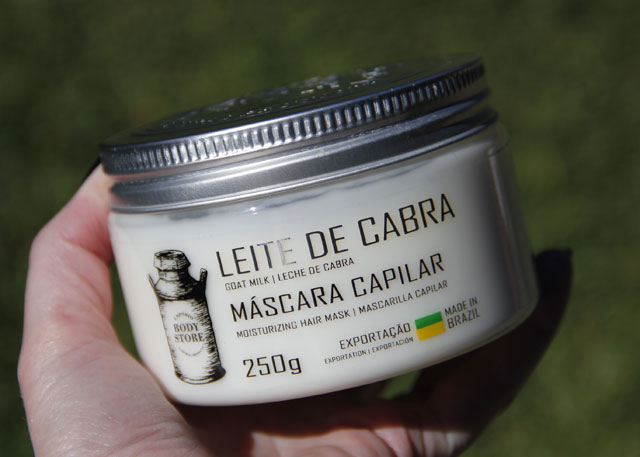 LEITE DE CABRA
GOAT MILK | LECHE DE CABRA
MÁSCARA CAPILAR
MOISTURIZING HAIR MASK | MASCARILLA CAPILAR
BODY
STORE
250g
EXPORTAÇÃO
EXPORTATION | EXPORTACIÓN
MADE IN
BRAZIL